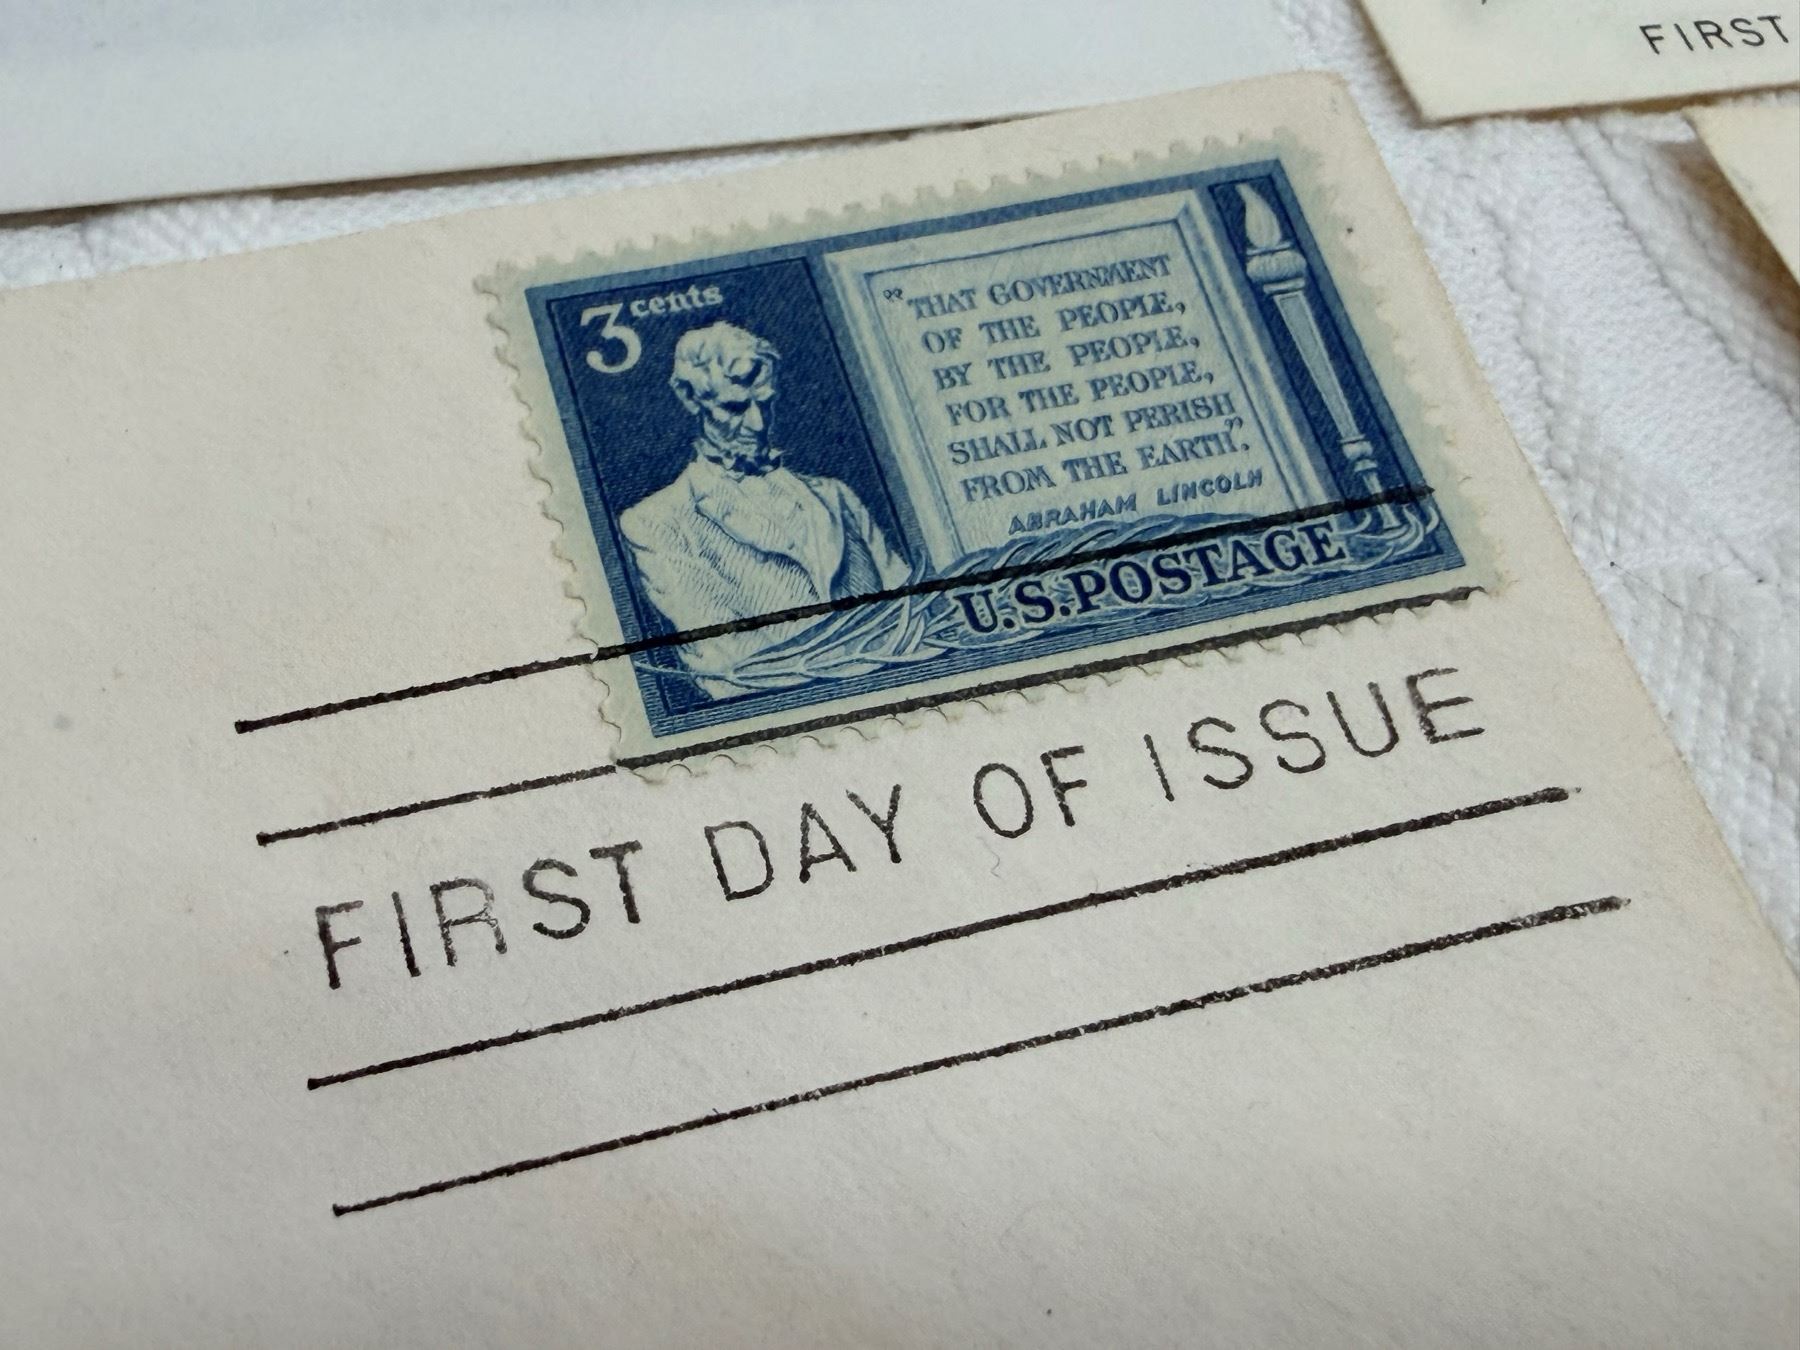 FIRST
3 cents
"THAT GOVERNMENT
OF THE PEOPLE,
BY THE PEOPLE,
FOR THE PEOPLE,
SHALL NOT PERISH
FROM THE EARTH".
ABRAHAM LINCOLN
U.S.POSTAGE
FIRST DAY OF ISSUE